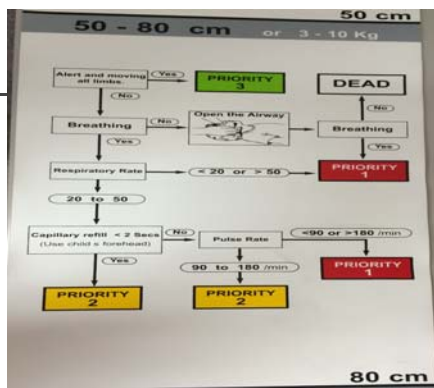 50 cm
50 - 80 cm or 3 - 10 Kg
Alert and moving
all limbs.
Yes
PRIORITY
3
DEAD
No
No
Breathing
No
Open the Airway
Breathing
Yes
Yes
Respiratory Rate
< 20 or > 50
PRIORITY
1
20 to 50
Capillary refill < 2 Secs
(Use child s forehead)
No
Pulse Rate
<90 or >180 /min
Yes
90 to 180 /min
PRIORITY
1
PRIORITY
2
PRIORITY
2
80 cm